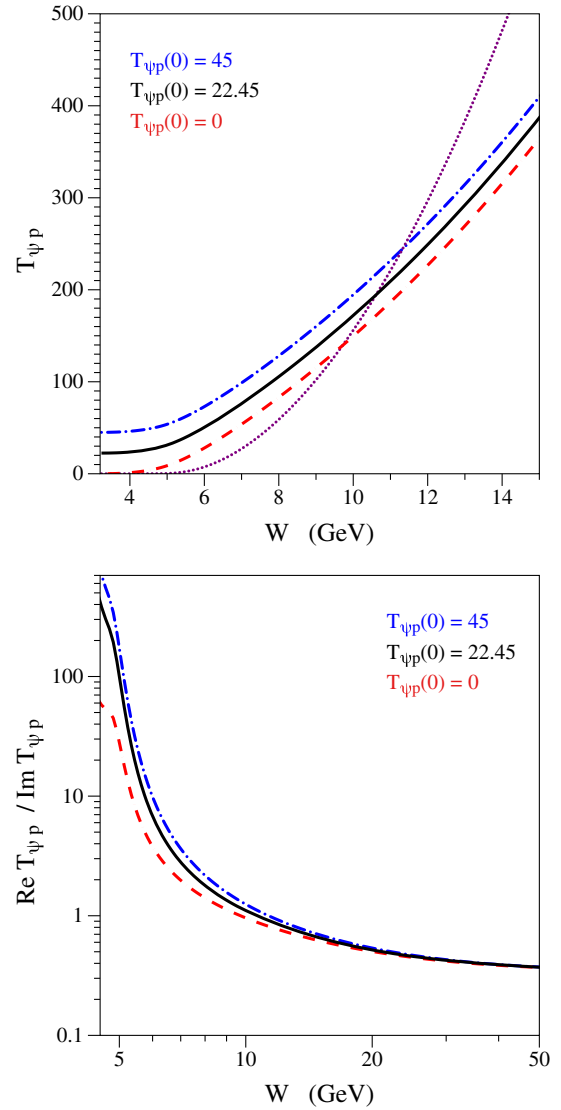 500
400
300
200
100
0
T_ψp
T_ψp(0) = 45
T_ψp(0) = 22.45
T_ψp(0) = 0
4 6 8 10 12 14
W (GeV)
100
10
1
0.1
Re T_ψp / Im T_ψp
T_ψp(0) = 45
T_ψp(0) = 22.45
T_ψp(0) = 0
5 10 20 50
W (GeV)